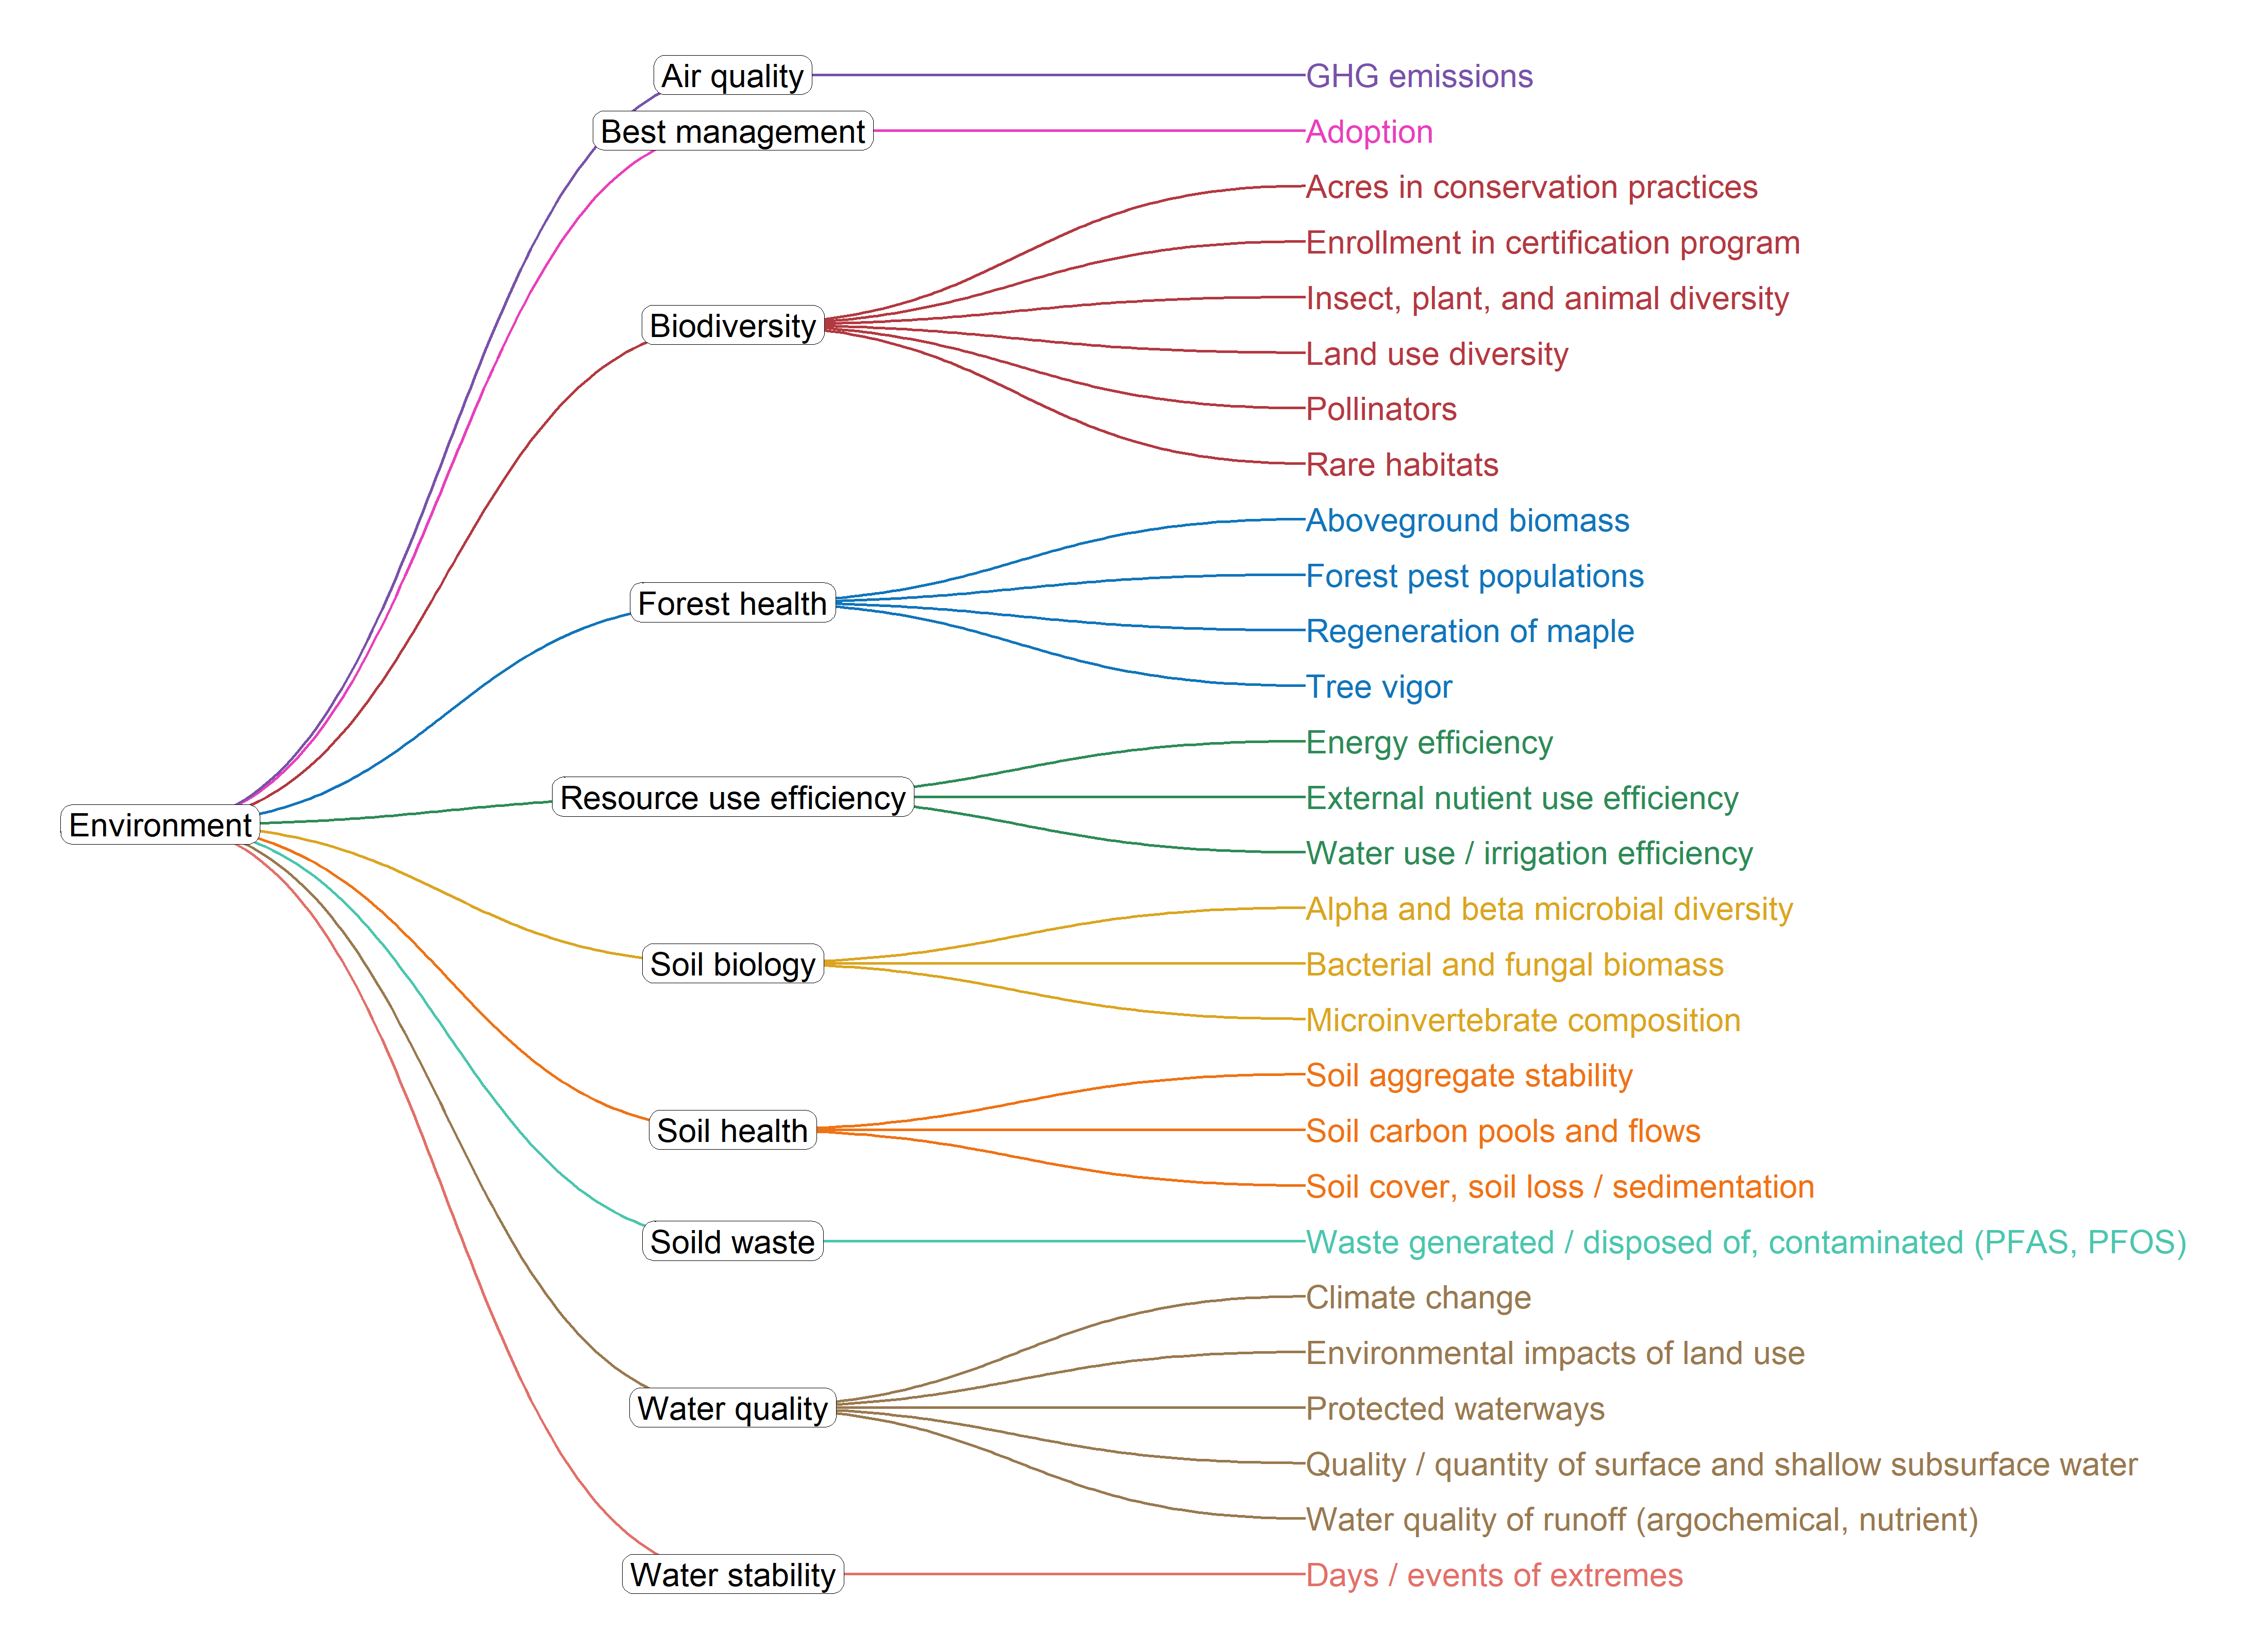 Air quality
GHG emissions
Best management
Adoption
Acres in conservation practices
Enrollment in certification program
Insect, plant, and animal diversity
Biodiversity
Land use diversity
Pollinators
Rare habitats
Aboveground biomass
Forest pest populations
Forest health
Regeneration of maple
Tree vigor
Energy efficiency
Resource use efficiency
External nutient use efficiency
Environment
Water use / irrigation efficiency
Alpha and beta microbial diversity
Soil biology
Bacterial and fungal biomass
Microinvertebrate composition
Soil aggregate stability
Soil health
Soil carbon pools and flows
Soil cover, soil loss / sedimentation
Soild waste
Waste generated / disposed of, contaminated (PFAS, PFOS)
Climate change
Environmental impacts of land use
Water quality
Protected waterways
Quality / quantity of surface and shallow subsurface water
Water quality of runoff (argochemical, nutrient)
Water stability
Days / events of extremes